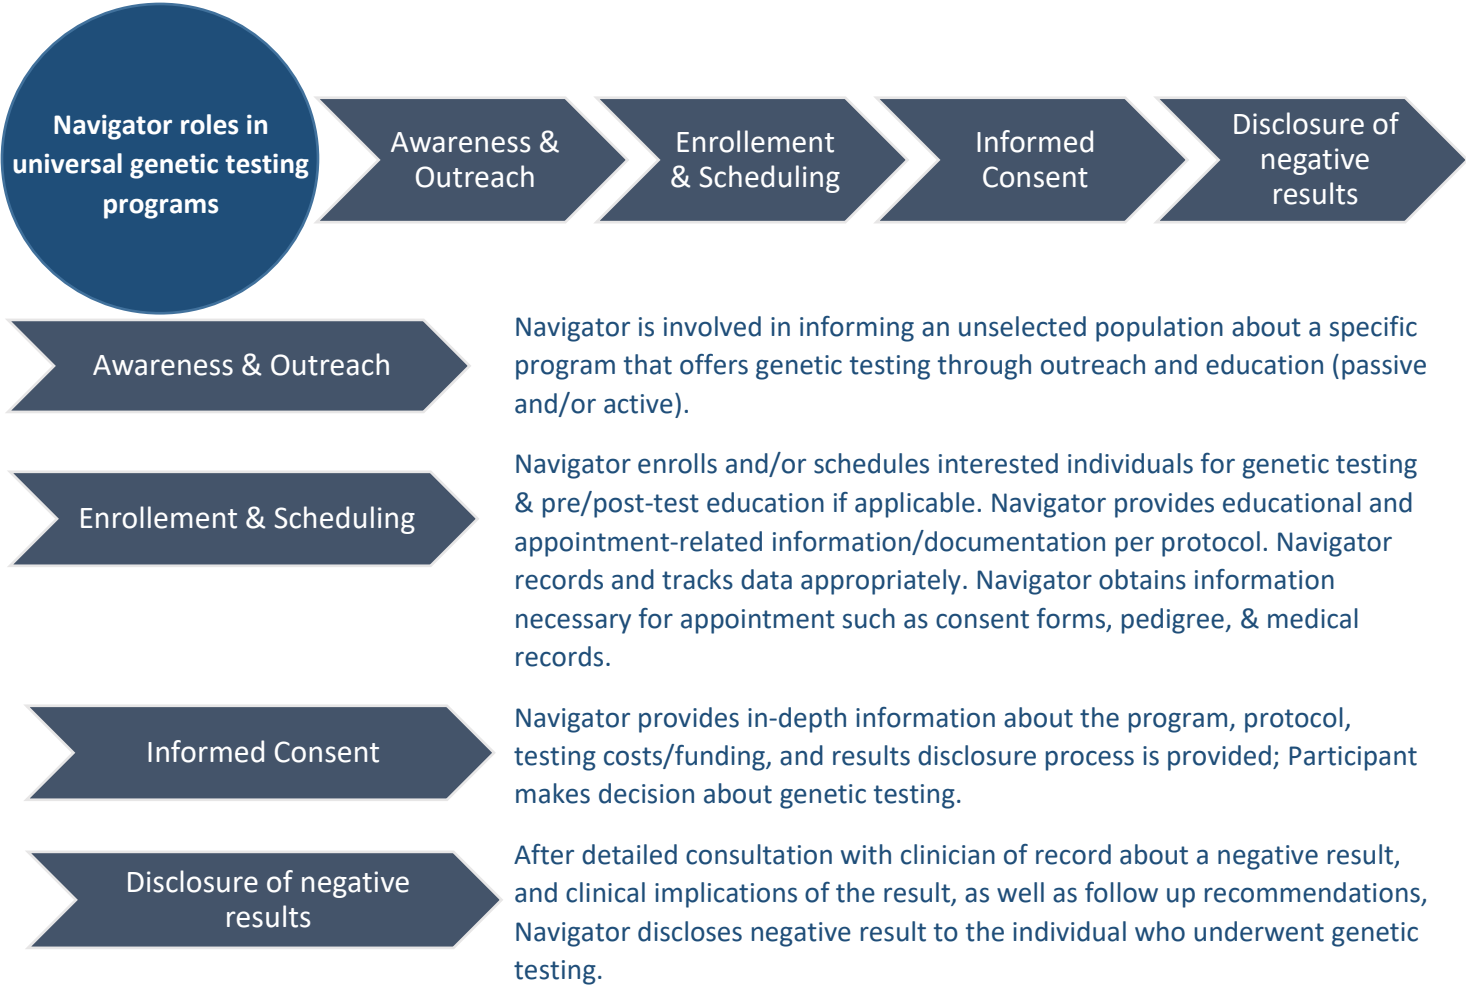 Navigator roles in
universal genetic testing
programs
Awareness &
Outreach
Enrollement
& Scheduling
Informed
Consent
Disclosure of
negative
results
Awareness & Outreach
Navigator is involved in informing an unselected population about a specific
program that offers genetic testing through outreach and education (passive
and/or active).
Enrollement & Scheduling
Navigator enrolls and/or schedules interested individuals for genetic testing
& pre/post-test education if applicable. Navigator provides educational and
appointment-related information/documentation per protocol. Navigator
records and tracks data appropriately. Navigator obtains information
necessary for appointment such as consent forms, pedigree, & medical
records.
Informed Consent
Navigator provides in-depth information about the program, protocol,
testing costs/funding, and results disclosure process is provided; Participant
makes decision about genetic testing.
Disclosure of negative
results
After detailed consultation with clinician of record about a negative result,
and clinical implications of the result, as well as follow up recommendations,
Navigator discloses negative result to the individual who underwent genetic
testing.